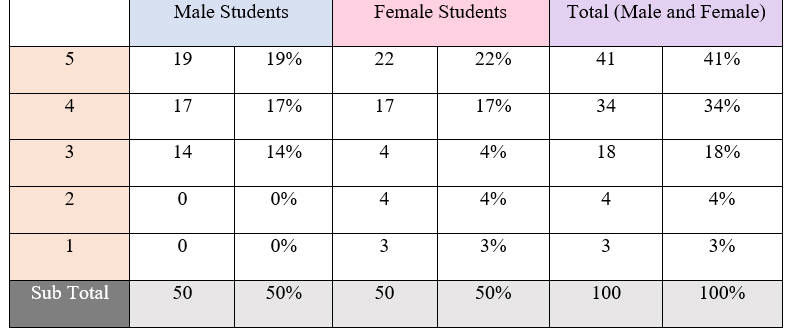 Male Students Female Students Total (Male and Female)
5 19 19% 22 22% 41 41%
4 17 17% 17 17% 34 34%
3 14 14% 4 4% 18 18%
2 0 0% 4 4% 4 4%
1 0 0% 3 3% 3 3%
Sub Total 50 50% 50 50% 100 100%